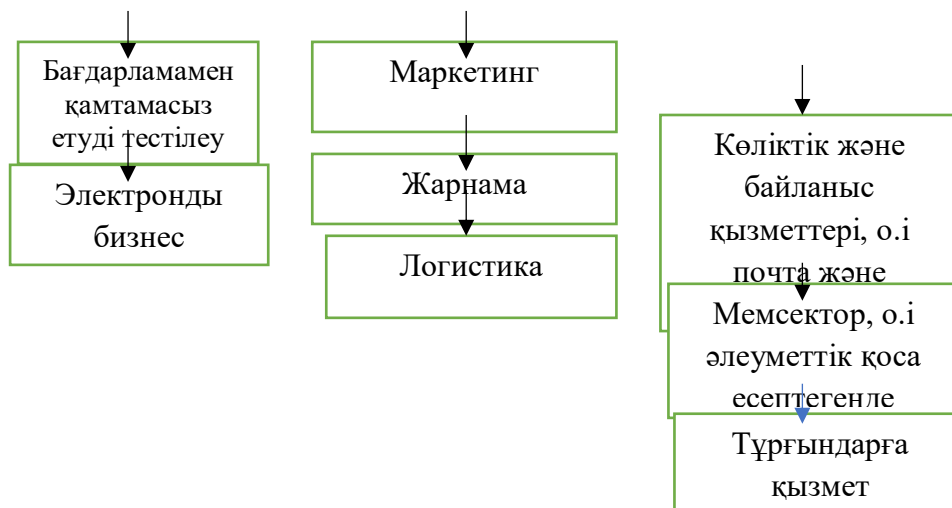 Бағдарламамен
қамтамасыз
етуді тестілеу
Электронды
бизнес
Маркетинг
Жарнама
Логистика
Көліктік және
байланыс
қызметтері, о.і
почта және
Мемсектор, о.і
әлеуметтік қоса
есептегенде
Тұрғындарға
қызмет